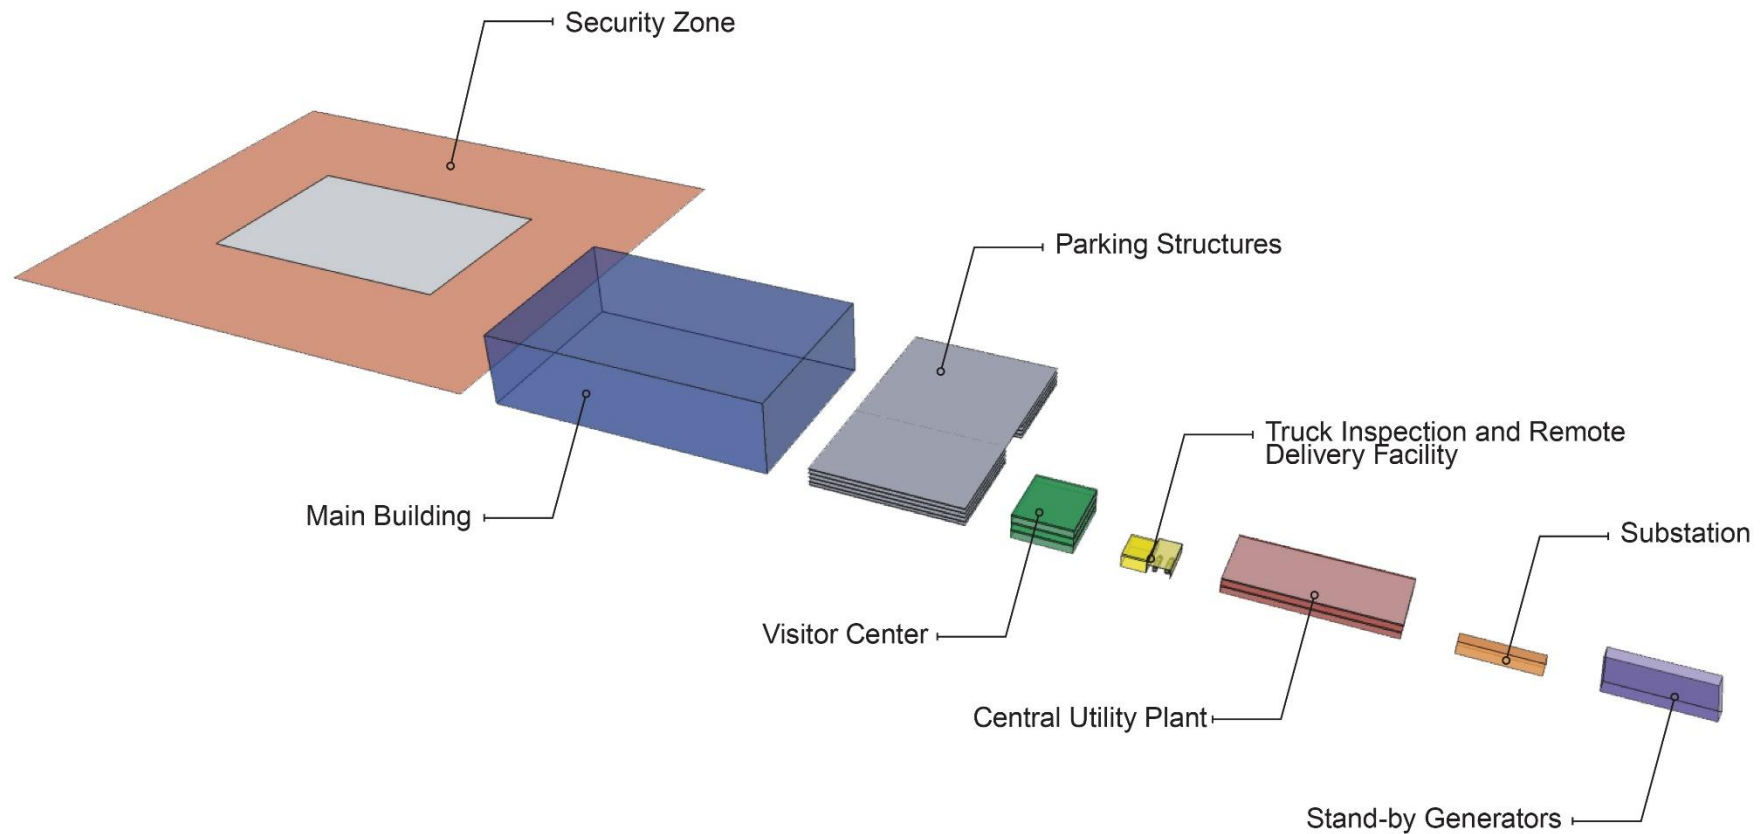 Security Zone
Parking Structures
Truck Inspection and Remote
Delivery Facility
Main Building
Substation
Visitor Center
Central Utility Plant
Stand-by Generators